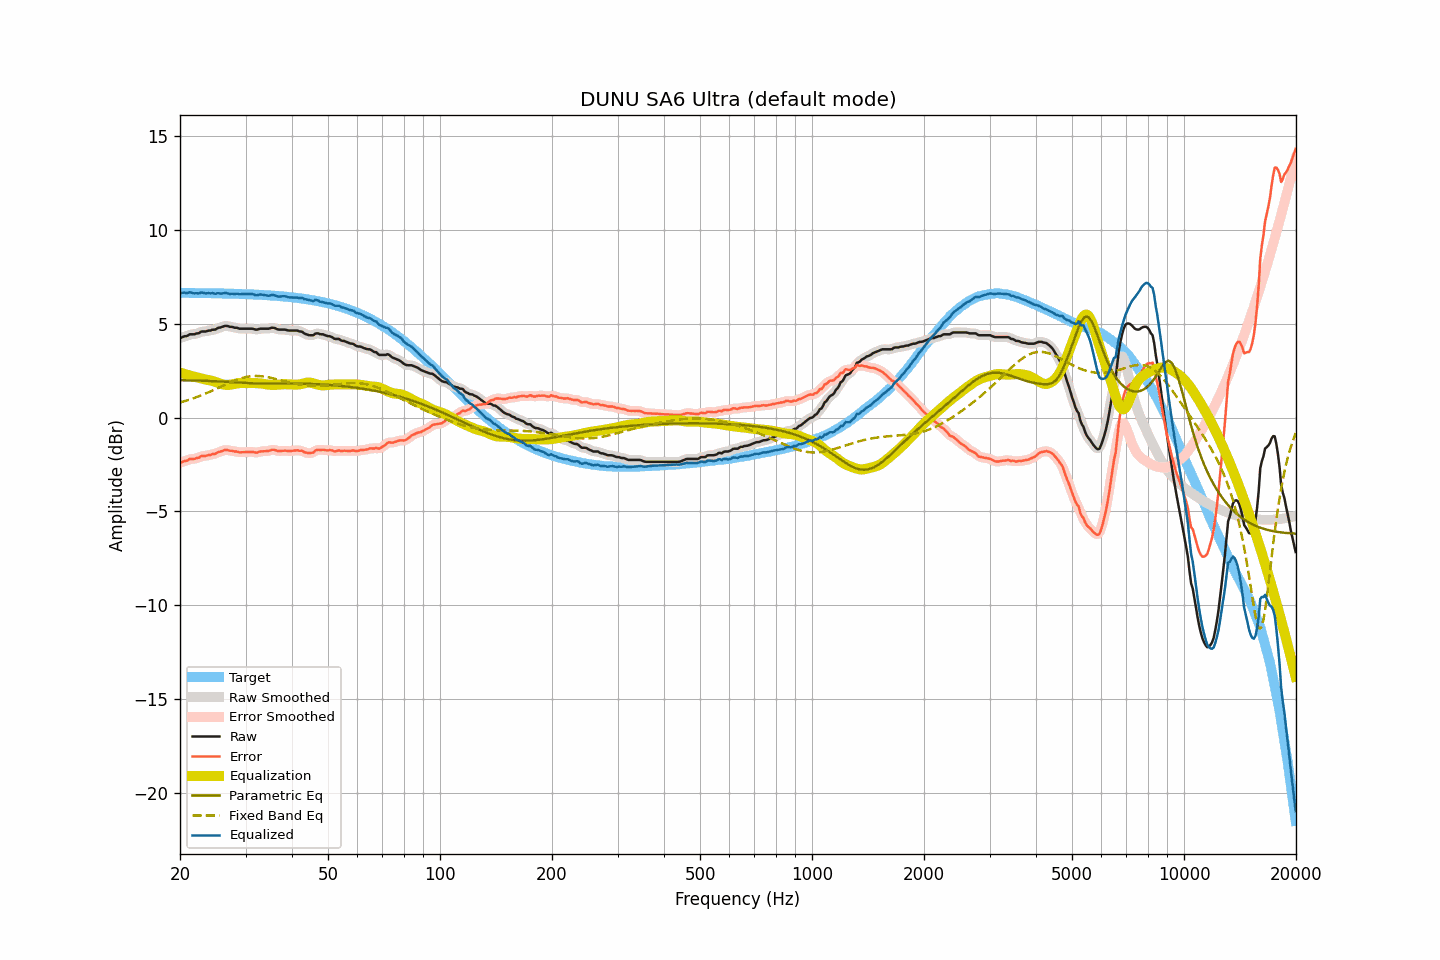 DUNU SA6 Ultra (default mode)
15
10
5
0
−5
−10
−15
−20
Amplitude (dBr)
Target
Raw Smoothed
Error Smoothed
Raw
Error
Equalization
Parametric Eq
Fixed Band Eq
Equalized
20 50 100 200 500 1000 2000 5000 10000 20000
Frequency (Hz)